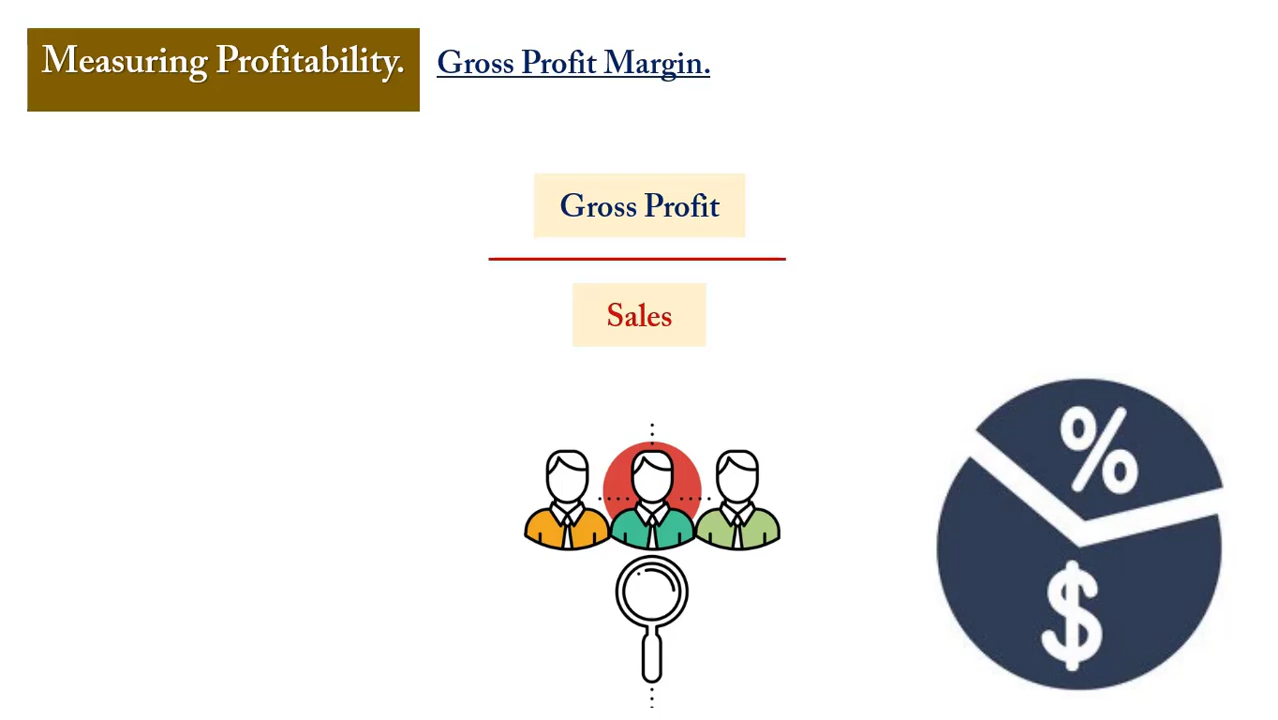 Measuring Profitability.
Gross Profit Margin.
Gross Profit
Sales
%
$